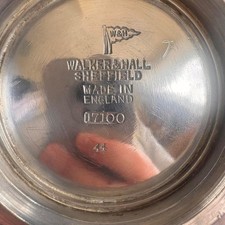 W&H
WALKER & HALL
SHEFFIELD
MADE IN
ENGLAND
07100